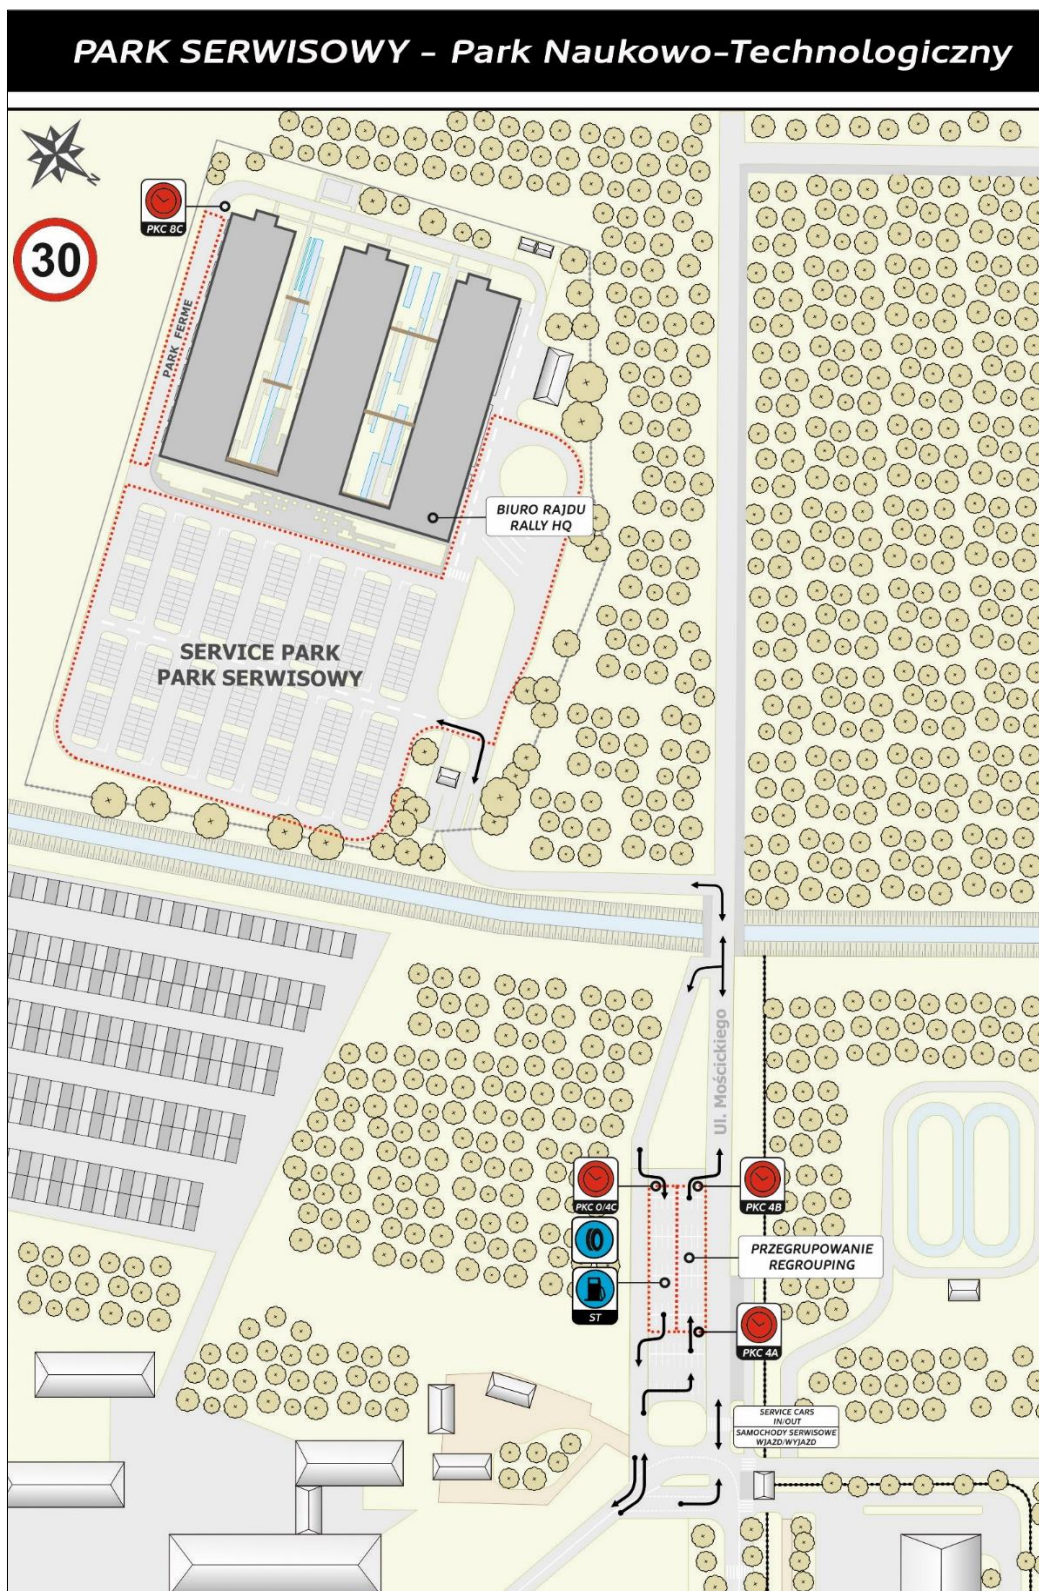 PARK SERWISOWY - Park Naukowo-Technologiczny
N
PKC 8C
30
PARK FERME
BIURO RAJDU
RALLY HQ
SERVICE PARK
PARK SERWISOWY
Ul. Mościckiego
PKC 0/4C
PKC 4B
PRZEGRUPOWANIE
REGROUPING
ST
PKC 4A
SERVICE CARS
IN/OUT
SAMOCHODY SERWISOWE
WJAZD/WYJAZD